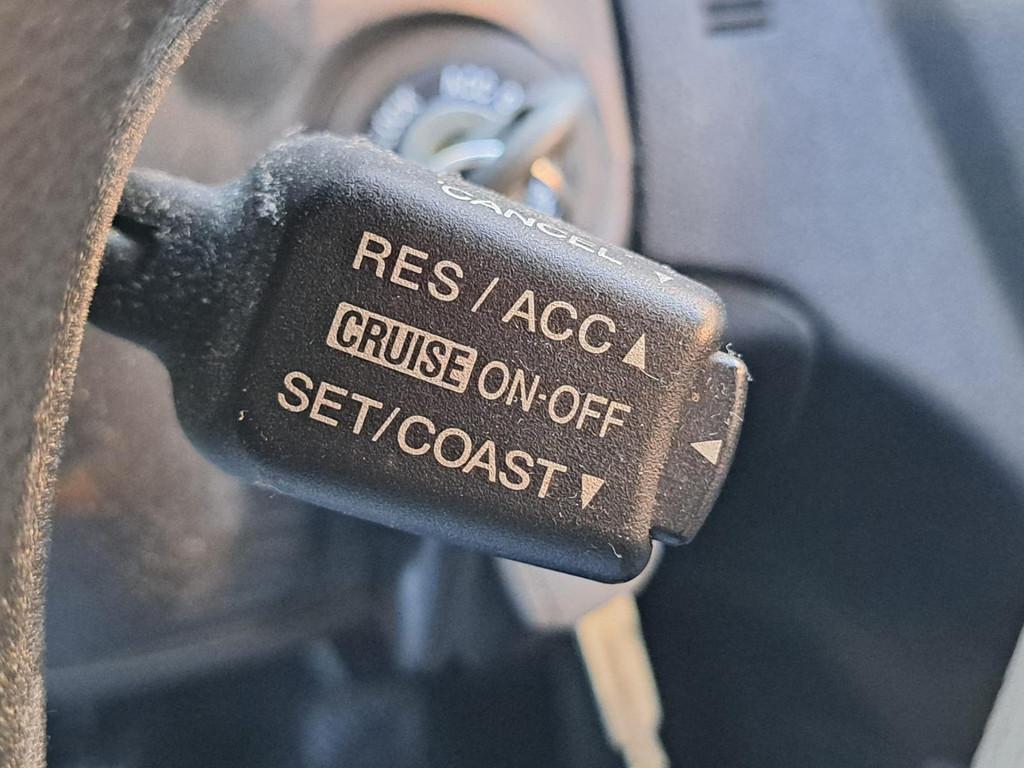 CANCEL
RES / ACC ▲
CRUISE ON-OFF
SET/COAST ▼